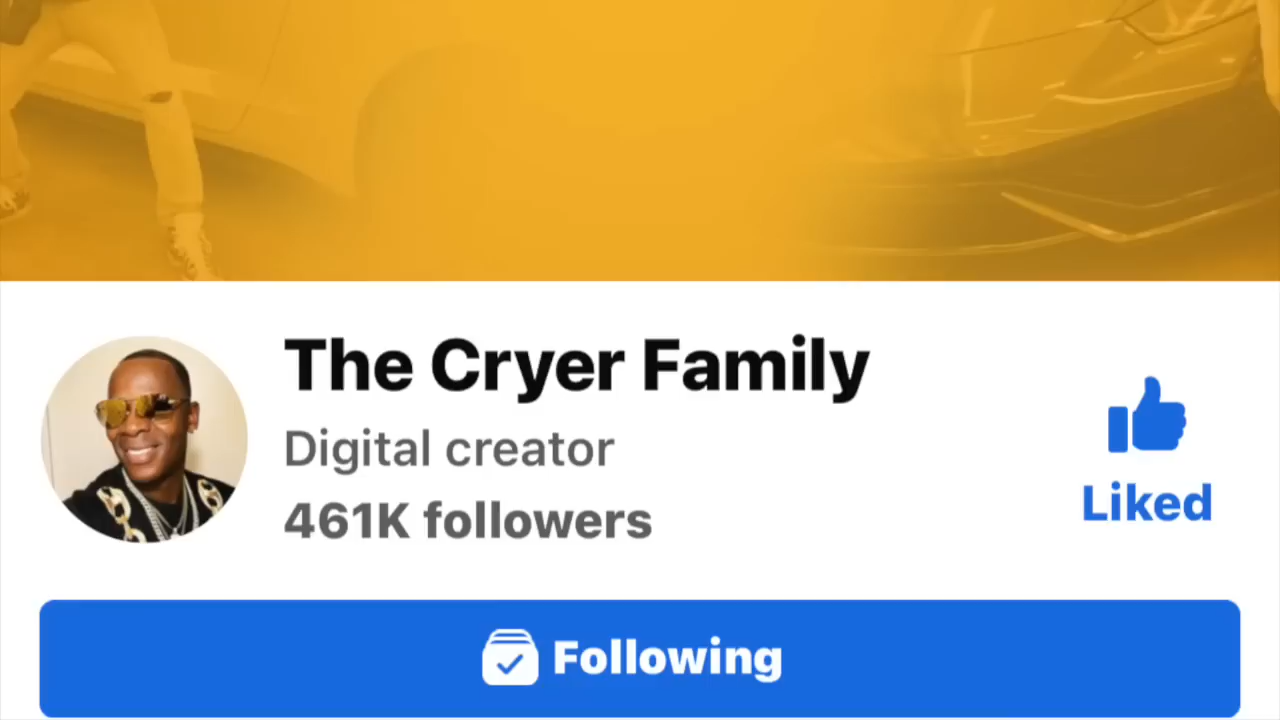 The Cryer Family
Digital creator
461K followers
Liked
Following